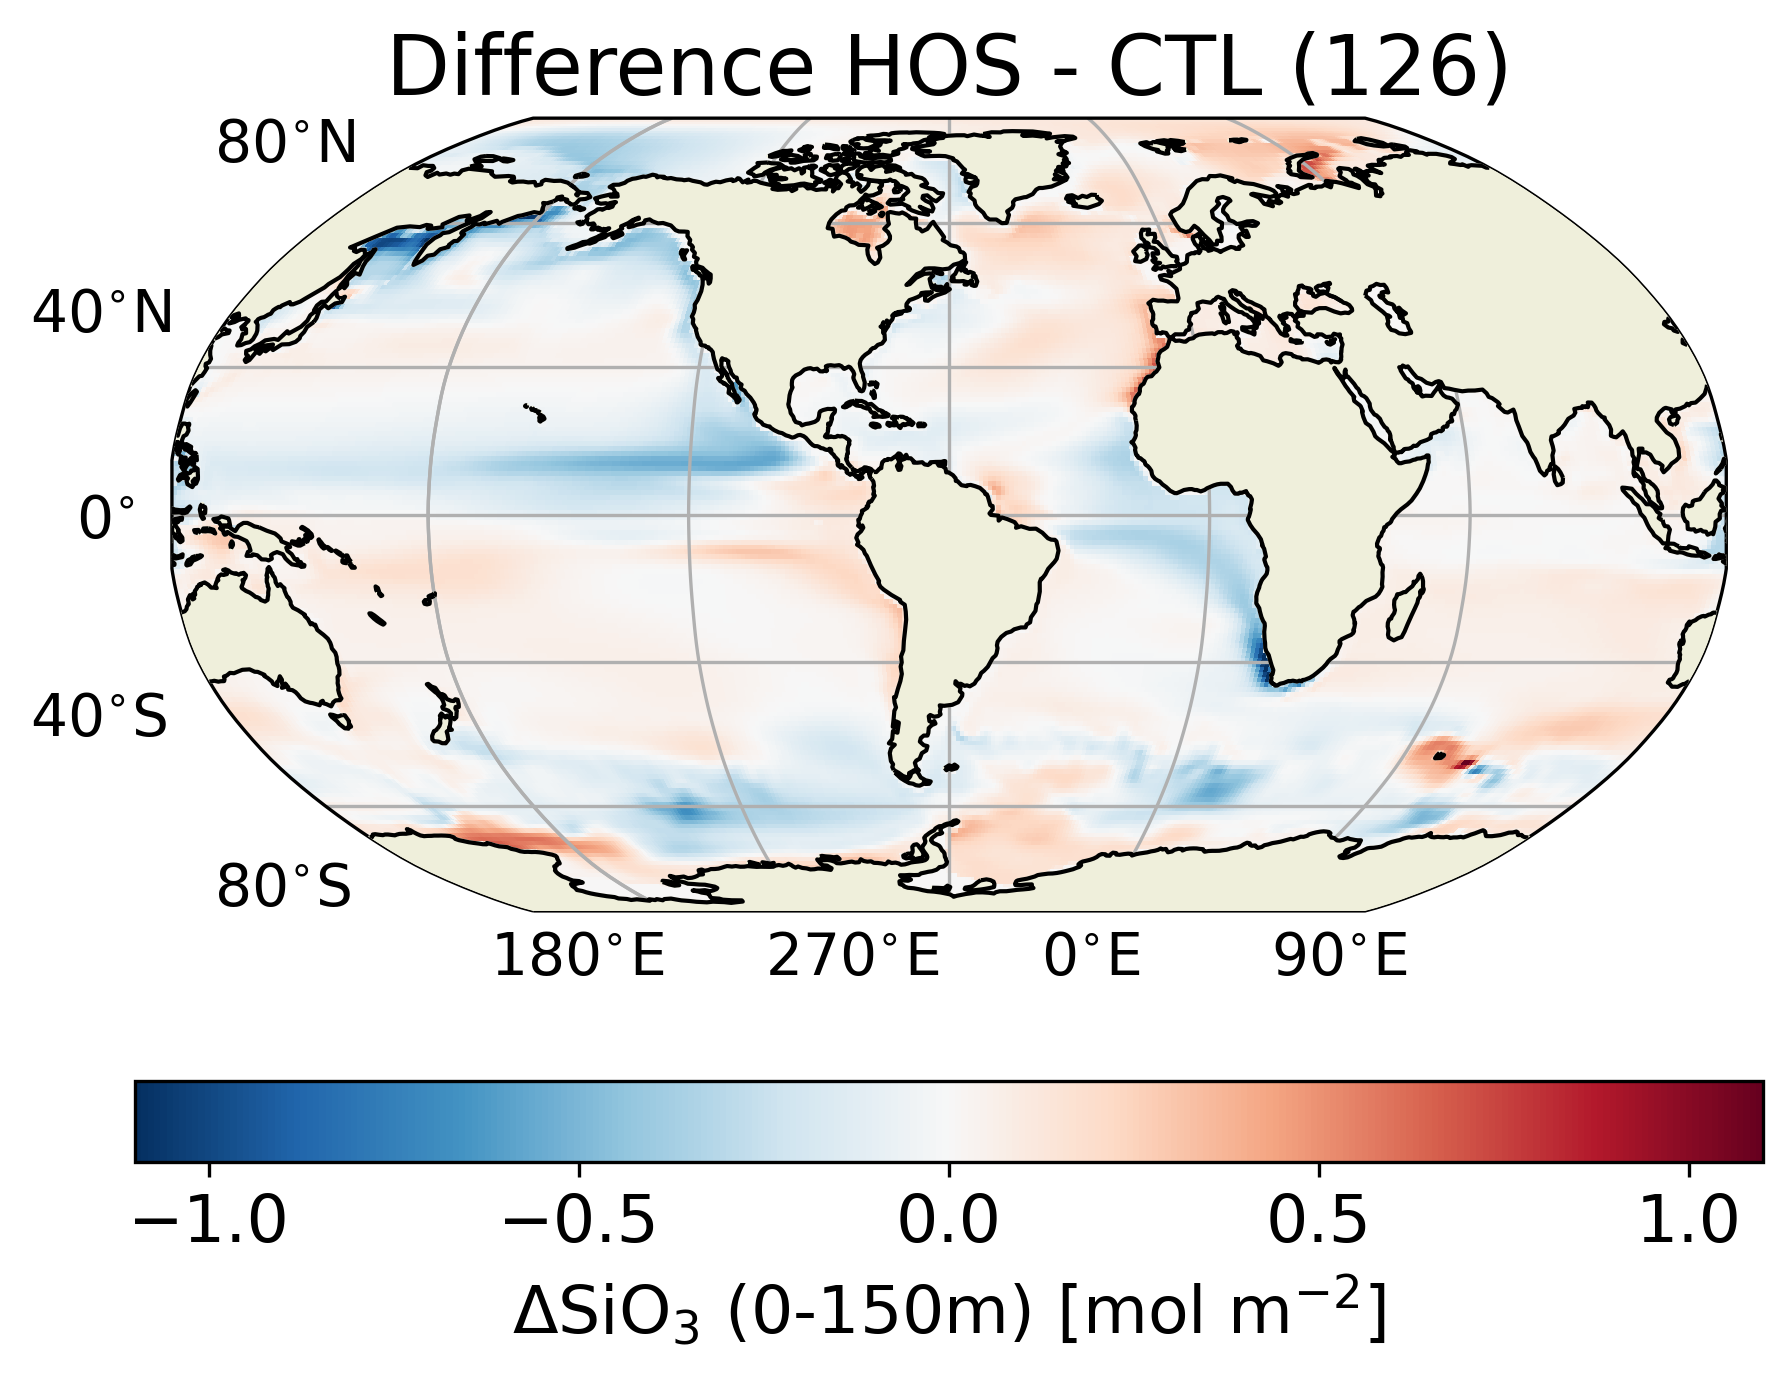 Difference HOS - CTL (126)
80°N
40°N
0°
40°S
80°S
180°E 270°E 0°E 90°E
−1.0 −0.5 0.0 0.5 1.0
ΔSiO₃ (0-150m) [mol m⁻²]